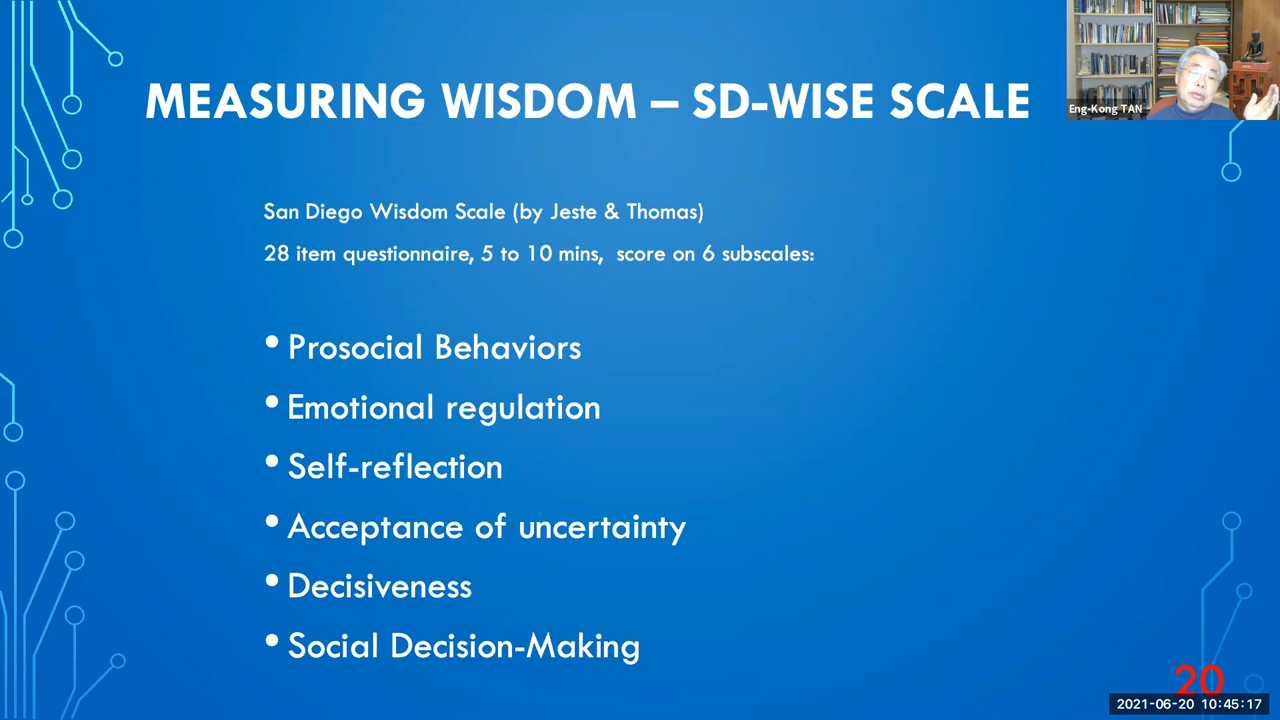 MEASURING WISDOM – SD-WISE SCALE
Eng-Kong TAN
San Diego Wisdom Scale (by Jeste & Thomas)
28 item questionnaire, 5 to 10 mins,  score on 6 subscales:
• Prosocial Behaviors
• Emotional regulation
• Self-reflection
• Acceptance of uncertainty
• Decisiveness
• Social Decision-Making
20
2021-06-20 10:45:17